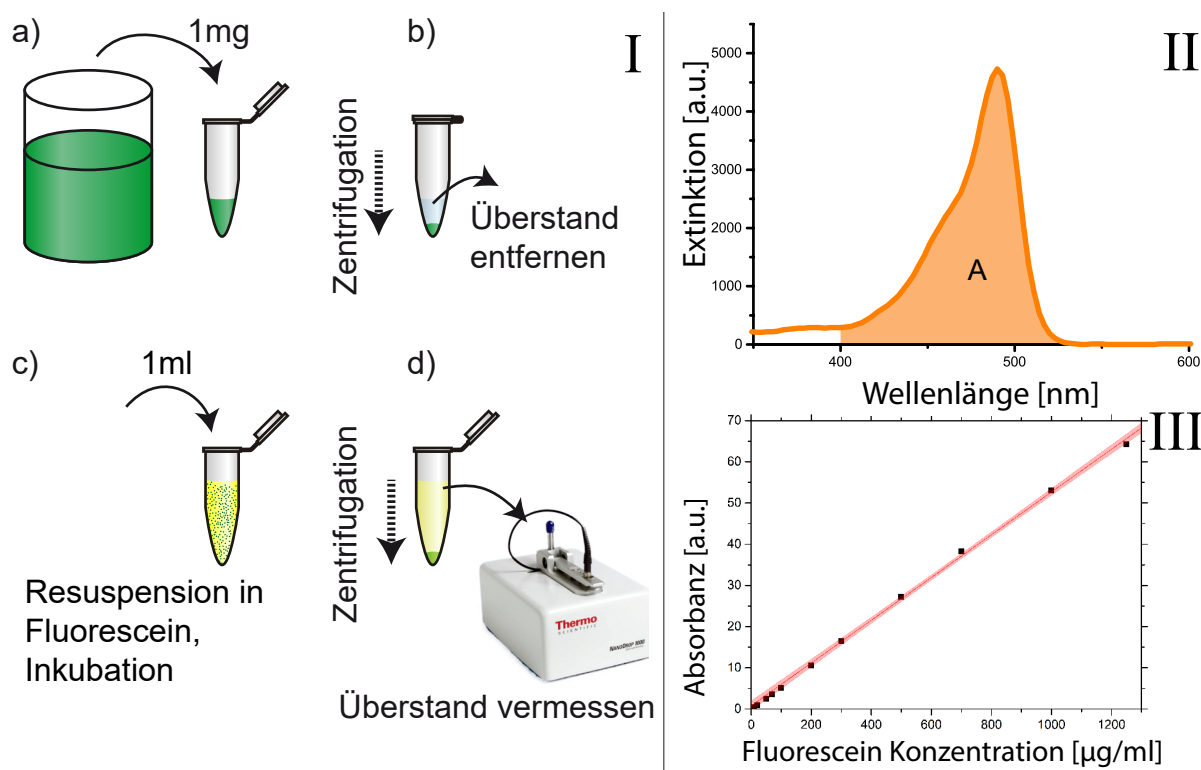 I
a)
1mg
b)
Zentrifugation
Überstand
entfernen
c)
1ml
d)
Resuspension in
Fluorescein,
Inkubation
Zentrifugation
Thermo
SCIENTIFIC
NANODROP 1000
Überstand vermessen
II
Extinktion [a.u.]
5000
4000
3000
2000
1000
0
A
400
500
600
Wellenlänge [nm]
III
Absorbanz [a.u.]
70
60
50
40
30
20
10
0
0
200
400
600
800
1000
1200
Fluorescein Konzentration [µg/ml]